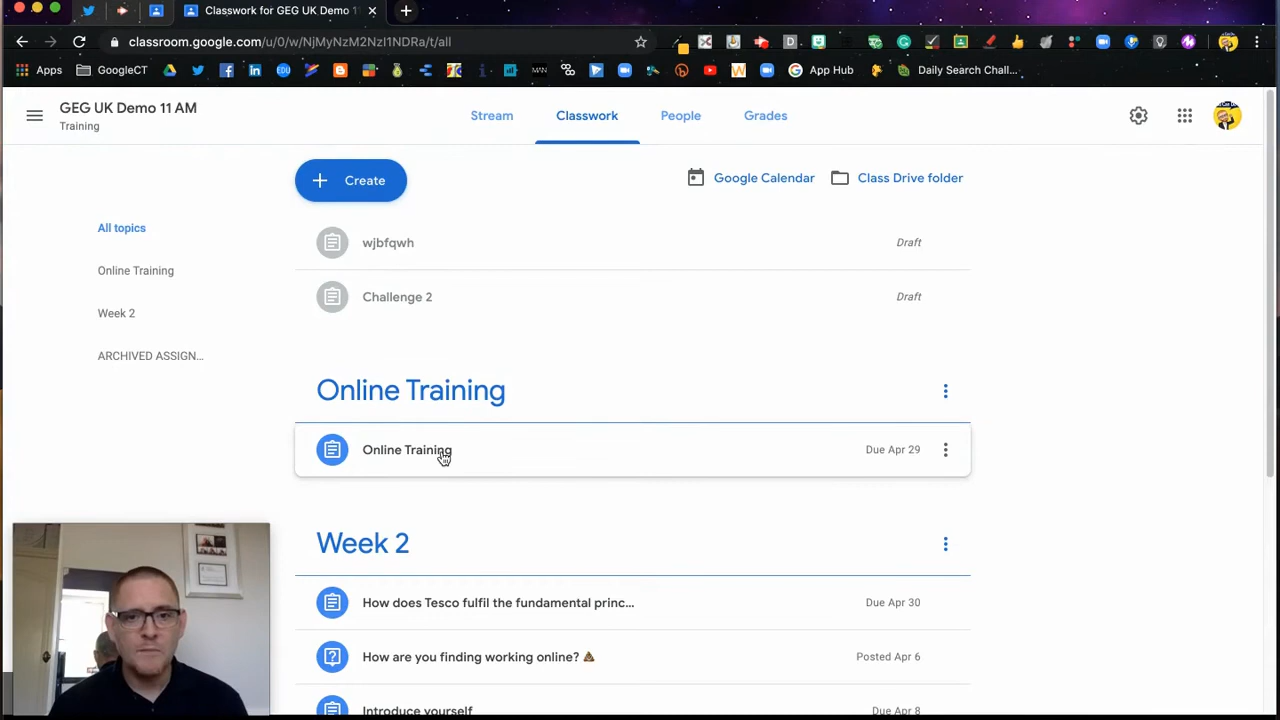 Classwork for GEG UK Demo 1
classroom.google.com/u/0/w/NjMyNzM2NzI1NDRa/t/all
Apps
GoogleCT
App Hub
Daily Search Chall...
GEG UK Demo 11 AM
Training
Stream
Classwork
People
Grades
Create
Google Calendar
Class Drive folder
All topics
Online Training
Week 2
ARCHIVED ASSIGN...
wjbfqwh
Draft
Challenge 2
Draft
Online Training
Online Training
Due Apr 29
Week 2
How does Tesco fulfil the fundamental princ...
Due Apr 30
How are you finding working online? 💩
Posted Apr 6
Introduce yourself
Due Apr 8